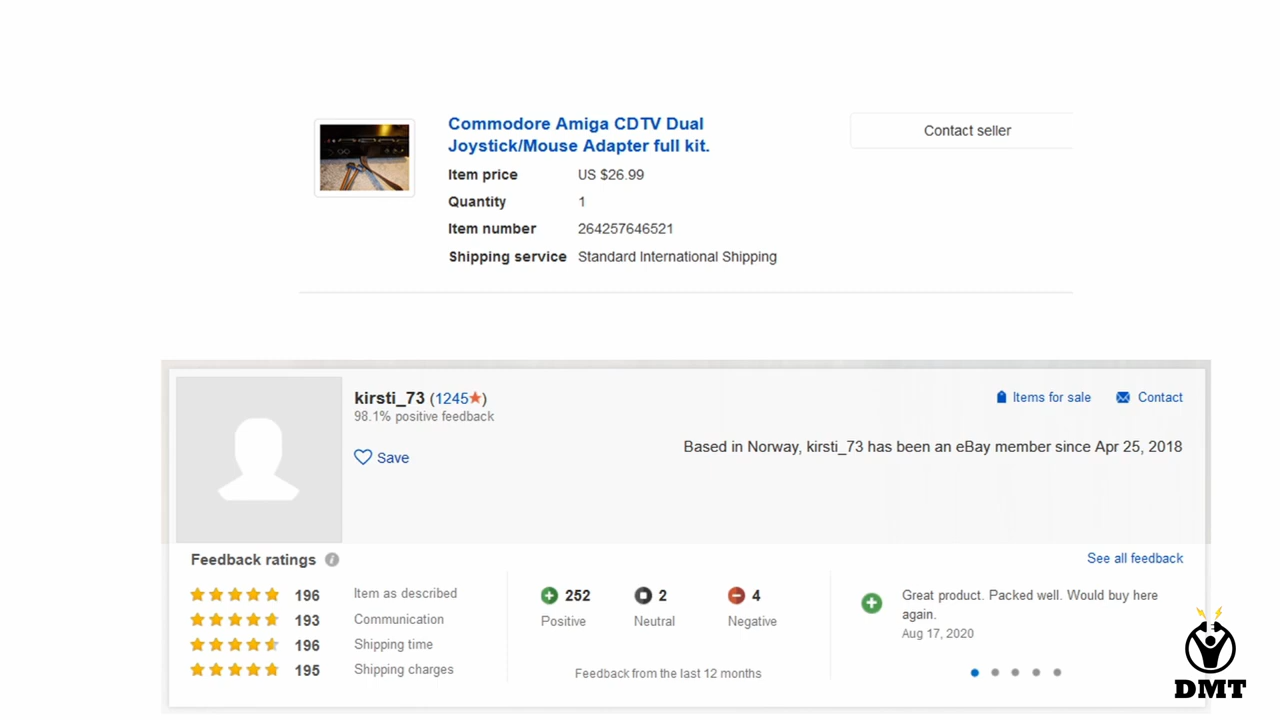 Commodore Amiga CDTV Dual
Joystick/Mouse Adapter full kit.
Contact seller
Item price US $26.99
Quantity 1
Item number 264257646521
Shipping service Standard International Shipping
kirsti_73 (1245)
98.1% positive feedback
Save
Items for sale
Contact
Based in Norway, kirsti_73 has been an eBay member since Apr 25, 2018
Feedback ratings
See all feedback
196 Item as described
193 Communication
196 Shipping time
195 Shipping charges
252 Positive
2 Neutral
4 Negative
Feedback from the last 12 months
Great product. Packed well. Would buy here
again.
Aug 17, 2020
DMT